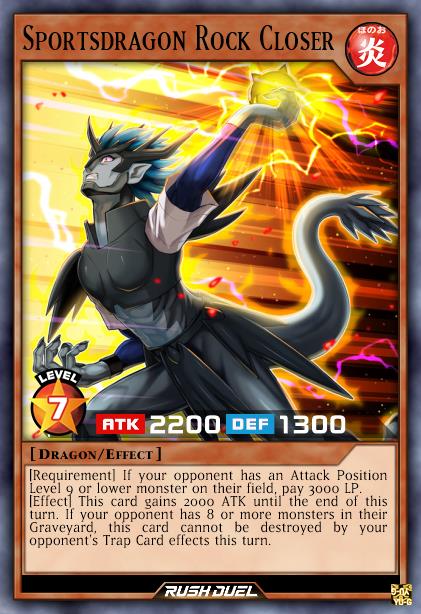 Sportsdragon Rock Closer
ほのお
炎
LEVEL
7
ATK 2200 DEF 1300
[Dragon/Effect]
[Requirement] If your opponent has an Attack Position
Level 9 or lower monster on their field, pay 3000 LP.
[Effect] This card gains 2000 ATK until the end of this
turn. If your opponent has 8 or more monsters in their
Graveyard, this card cannot be destroyed by your
opponent's Trap Card effects this turn.
RUSH DUEL